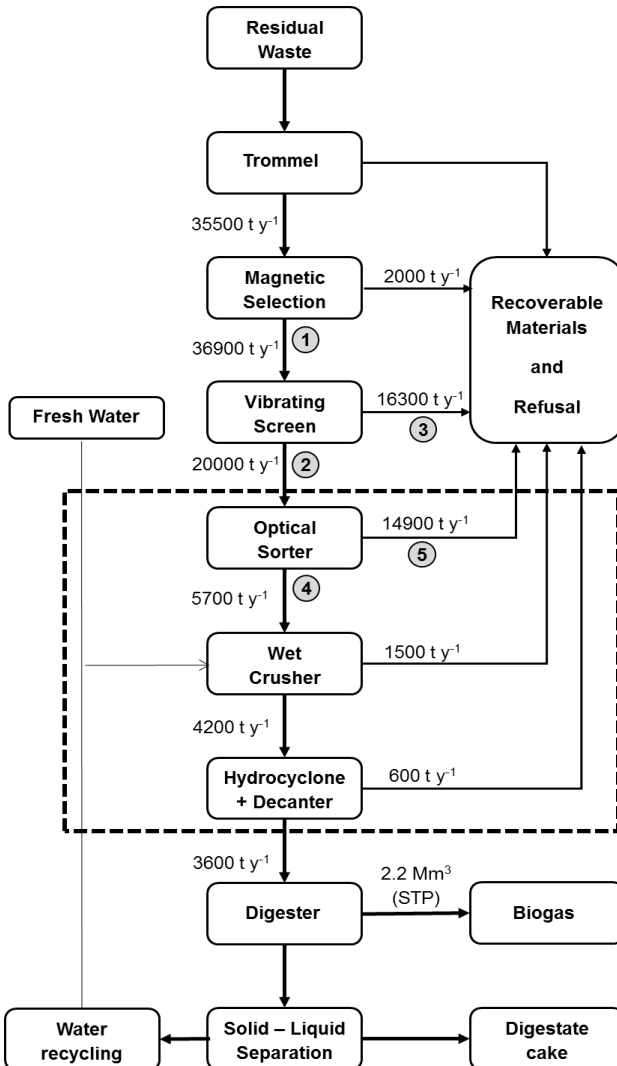 Residual
Waste
Trommel
35500 t y⁻¹
Magnetic
Selection
2000 t y⁻¹
Recoverable
Materials
and
Refusal
1
36900 t y⁻¹
Fresh Water
Vibrating
Screen
16300 t y⁻¹
3
20000 t y⁻¹
2
Optical
Sorter
14900 t y⁻¹
5
5700 t y⁻¹
4
Wet
Crusher
1500 t y⁻¹
4200 t y⁻¹
Hydrocyclone
+ Decanter
600 t y⁻¹
3600 t y⁻¹
2.2 Mm³
(STP)
Digester
Biogas
Water
recycling
Solid – Liquid
Separation
Digestate
cake